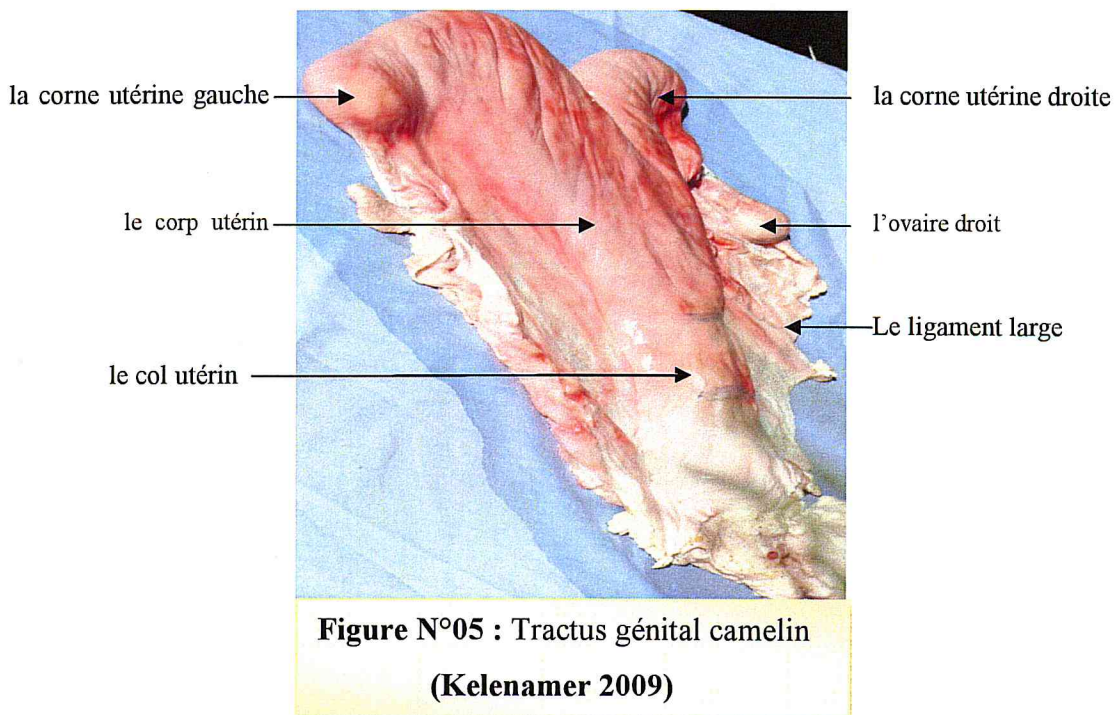 la corne utérine gauche
la corne utérine droite
le corp utérin
l’ovaire droit
Le ligament large
le col utérin
Figure N°05 : Tractus génital camelin
(Kelenamer 2009)